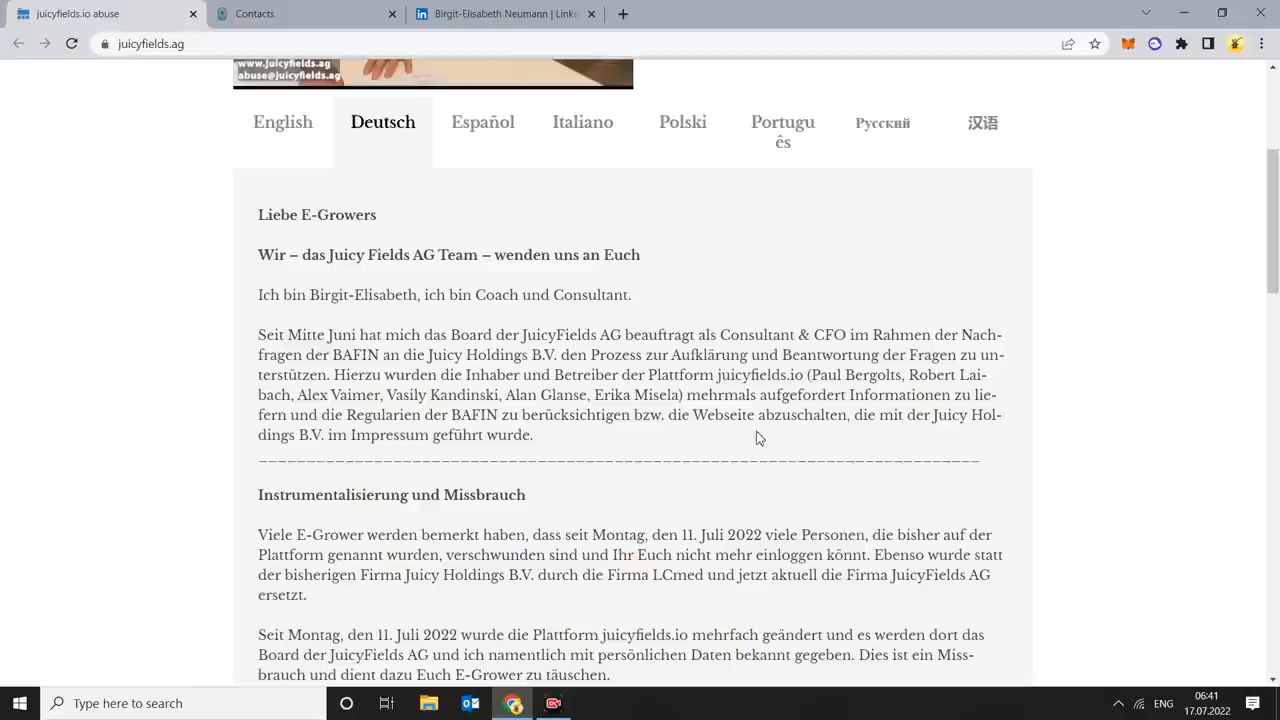 juicyfields.io abuse
Contacts
Birgit-Elisabeth Neumann | Linke
juicyfields.ag
www.juicyfields.ag
abuse@juicyfields.ag
English
Deutsch
Español
Italiano
Polski
Portugu
ês
Русский
汉语
Liebe E-Growers
Wir – das Juicy Fields AG Team – wenden uns an Euch
Ich bin Birgit-Elisabeth, ich bin Coach und Consultant.
Seit Mitte Juni hat mich das Board der JuicyFields AG beauftragt als Consultant & CFO im Rahmen der Nach-
fragen der BAFIN an die Juicy Holdings B.V. den Prozess zur Aufklärung und Beantwortung der Fragen zu un-
terstützen. Hierzu wurden die Inhaber und Betreiber der Plattform juicyfields.io (Paul Bergolts, Robert Lai-
bach, Alex Vaimer, Vasily Kandinski, Alan Glanse, Erika Misela) mehrmals aufgefordert Informationen zu lie-
fern und die Regularien der BAFIN zu berücksichtigen bzw. die Webseite abzuschalten, die mit der Juicy Hol-
dings B.V. im Impressum geführt wurde.
Instrumentalisierung und Missbrauch
Viele E-Grower werden bemerkt haben, dass seit Montag, den 11. Juli 2022 viele Personen, die bisher auf der
Plattform genannt wurden, verschwunden sind und Ihr Euch nicht mehr einloggen könnt. Ebenso wurde statt
der bisherigen Firma Juicy Holdings B.V. durch die Firma LCmed und jetzt aktuell die Firma JuicyFields AG
ersetzt.
Seit Montag, den 11. Juli 2022 wurde die Plattform juicyfields.io mehrfach geändert und es werden dort das
Board der JuicyFields AG und ich namentlich mit persönlichen Daten bekannt gegeben. Dies ist ein Miss-
brauch und dient dazu Euch E-Grower zu täuschen.
Type here to search
ENG
06:41
17.07.2022